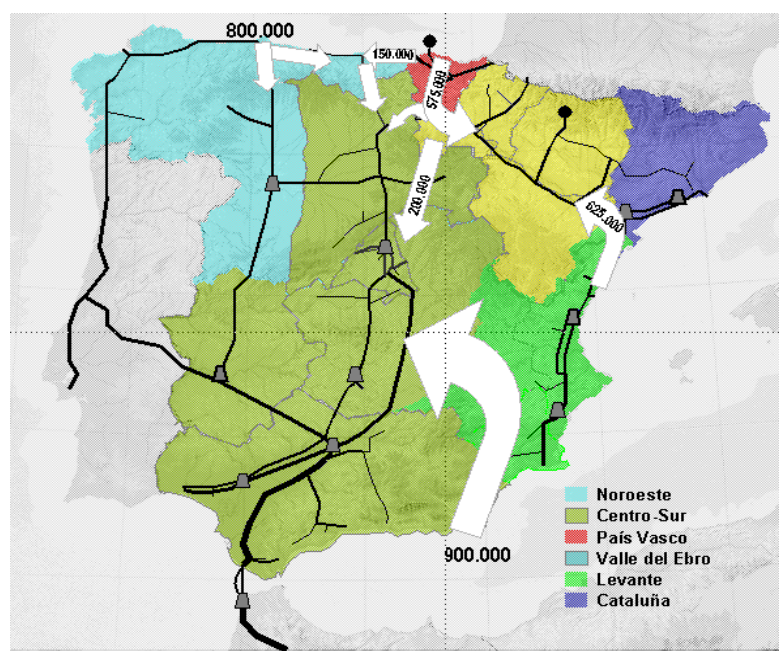 800.000
150.000
575.000
200.000
625.000
900.000
Noroeste
Centro-Sur
País Vasco
Valle del Ebro
Levante
Cataluña